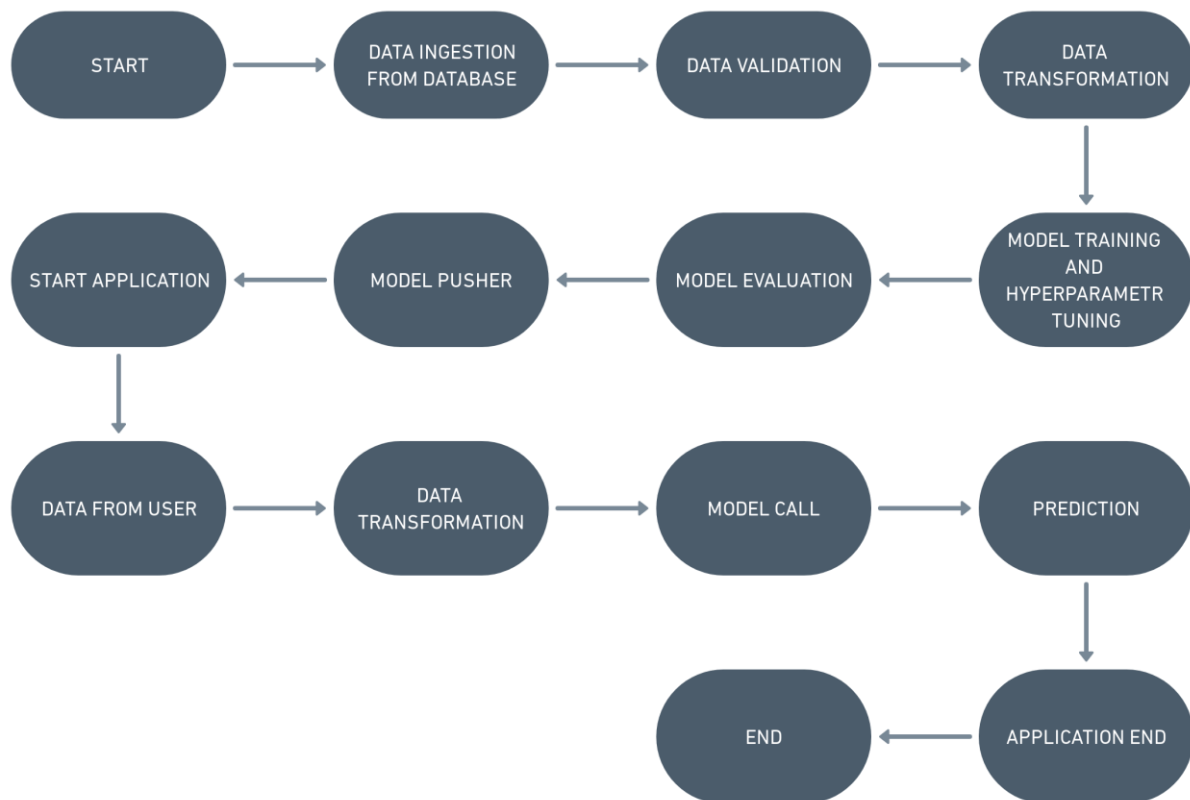 START
DATA INGESTION
FROM DATABASE
DATA VALIDATION
DATA
TRANSFORMATION
MODEL TRAINING
AND
HYPERPARAMETR
TUNING
MODEL EVALUATION
MODEL PUSHER
START APPLICATION
DATA FROM USER
DATA
TRANSFORMATION
MODEL CALL
PREDICTION
APPLICATION END
END